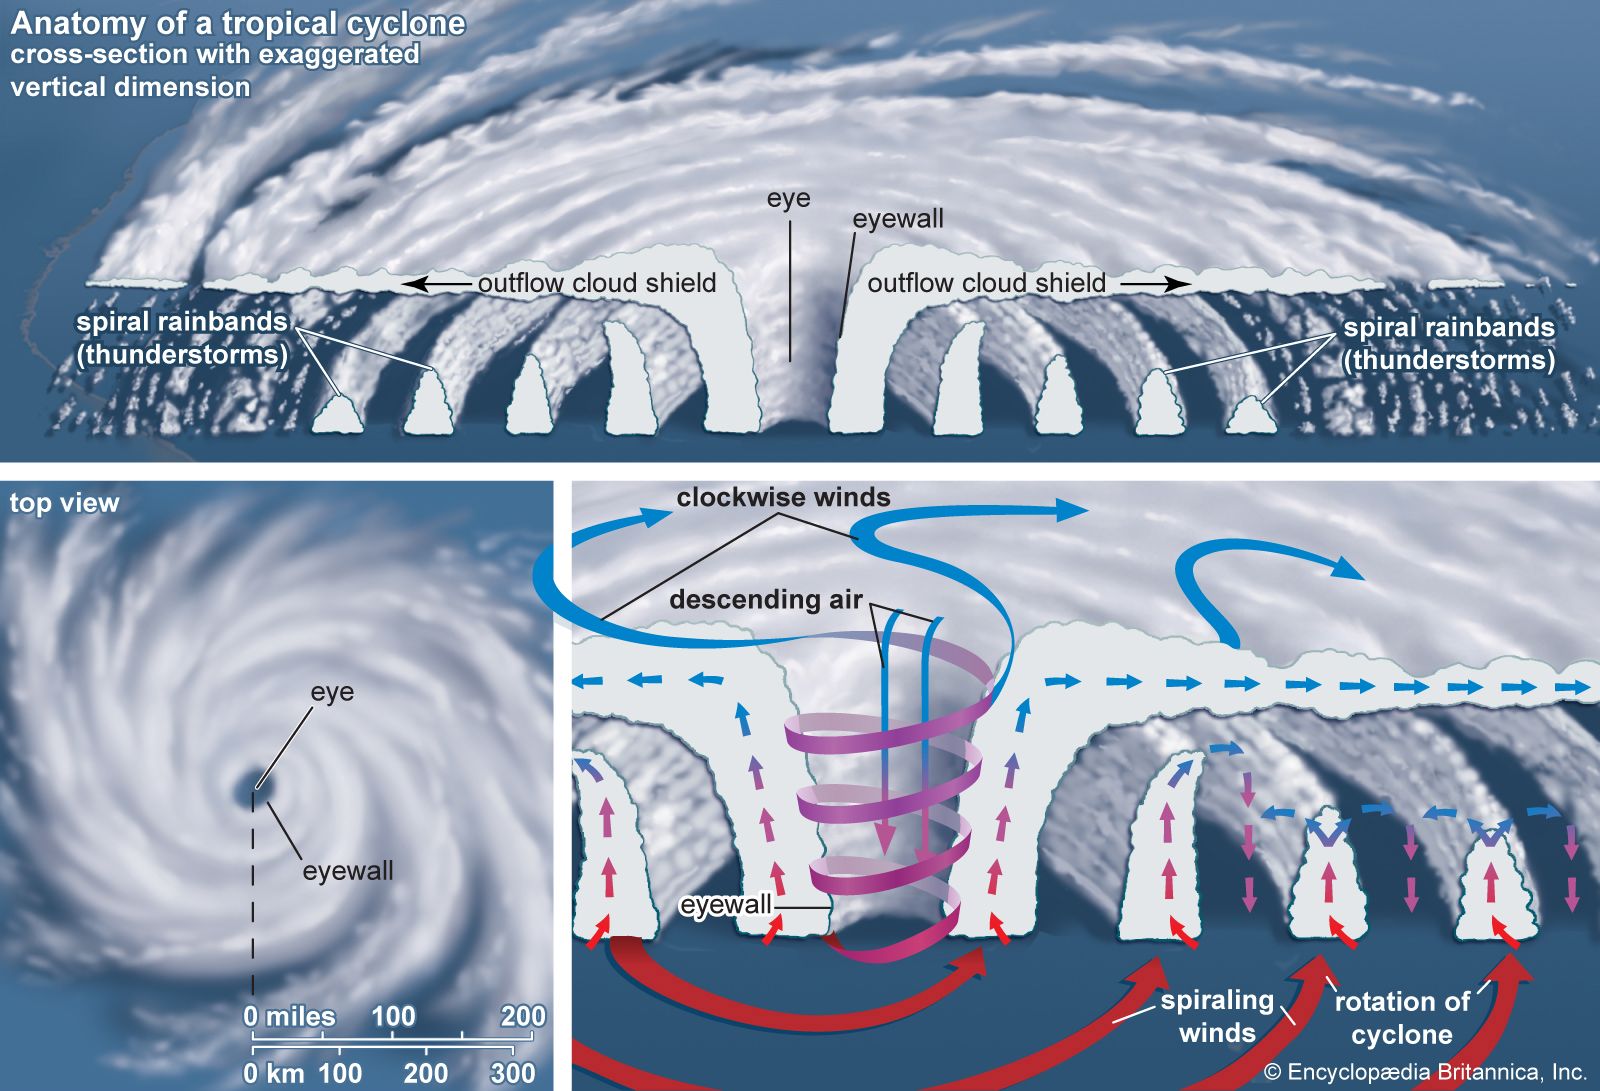 Anatomy of a tropical cyclone
cross-section with exaggerated
vertical dimension
eye
eyewall
outflow cloud shield
outflow cloud shield
spiral rainbands
(thunderstorms)
spiral rainbands
(thunderstorms)
top view
eye
eyewall
0 miles 100 200
0 km 100 200 300
clockwise winds
descending air
eyewall
spiraling
winds
rotation of
cyclone
© Encyclopædia Britannica, Inc.